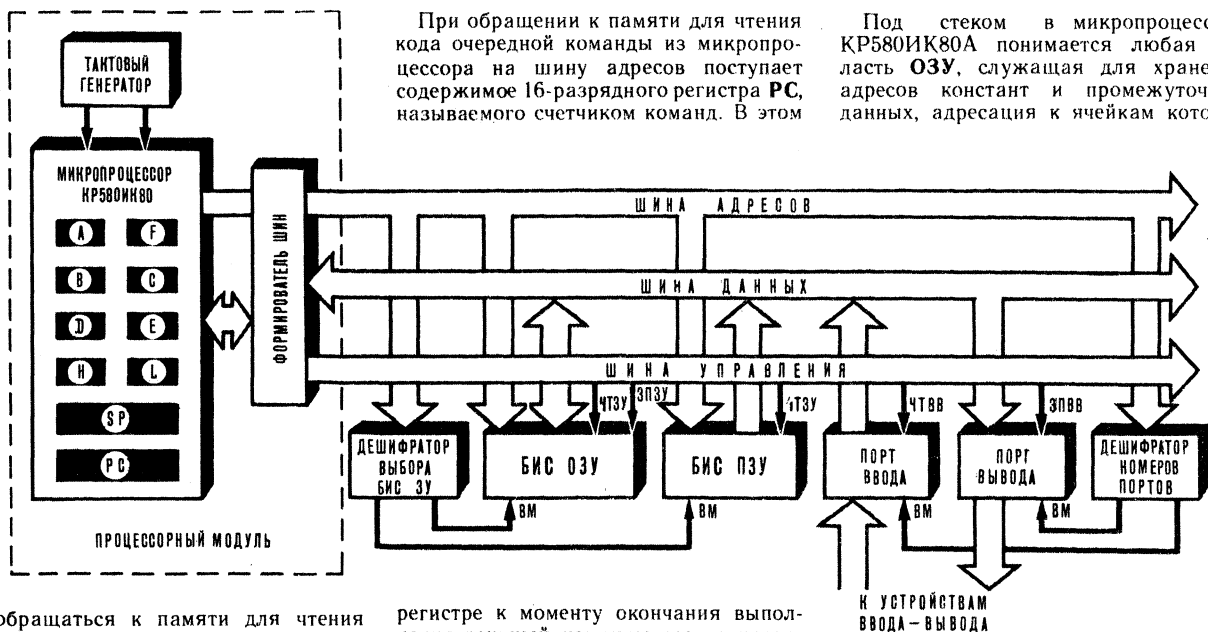 При обращении к памяти для чтения
кода очередной команды из микропро-
цессора на шину адресов поступает
содержимое 16-разрядного регистра PC,
называемого счетчиком команд. В этом
Под стеком в микропроцесс
КР580ИК80А понимается любая
ласть ОЗУ, служащая для хране
адресов констант и промежуточ
данных, адресация к ячейкам кото
ТАКТОВЫЙ
ГЕНЕРАТОР
МИКРОПРОЦЕССОР
КР580ИК80
A F
B C
D E
H L
SP
PC
ФОРМИРОВАТЕЛЬ ШИН
ПРОЦЕССОРНЫЙ МОДУЛЬ
ШИНА АДРЕСОВ
ШИНА ДАННЫХ
ШИНА УПРАВЛЕНИЯ
ЧТЗУ
ЗПЗУ
ЧТЗУ
ЧТВВ
ЗПВВ
ДЕШИФРАТОР
ВЫБОРА
БИС ЗУ
БИС ОЗУ
БИС ПЗУ
ПОРТ
ВВОДА
ПОРТ
ВЫВОДА
ДЕШИФРАТОР
НОМЕРОВ
ПОРТОВ
ВМ
ВМ
ВМ
ВМ
К УСТРОЙСТВАМ
ВВОДА-ВЫВОДА
обращаться к памяти для чтения
регистре к моменту окончания выпол-